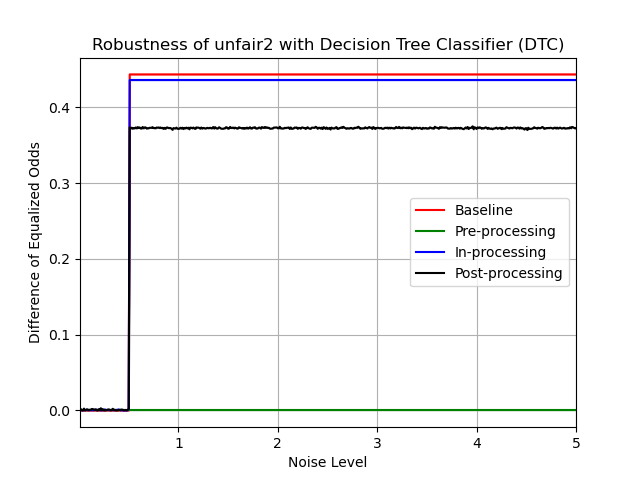 Robustness of unfair2 with Decision Tree Classifier (DTC)
Difference of Equalized Odds
0.4
0.3
0.2
0.1
0.0
Baseline
Pre-processing
In-processing
Post-processing
1 2 3 4 5
Noise Level